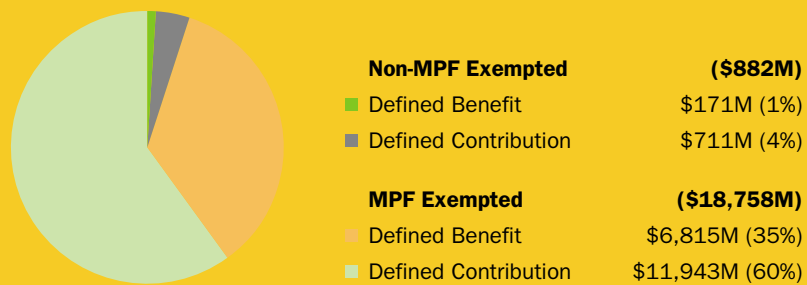 Non-MPF Exempted ($882M)
Defined Benefit $171M (1%)
Defined Contribution $711M (4%)
MPF Exempted ($18,758M)
Defined Benefit $6,815M (35%)
Defined Contribution $11,943M (60%)